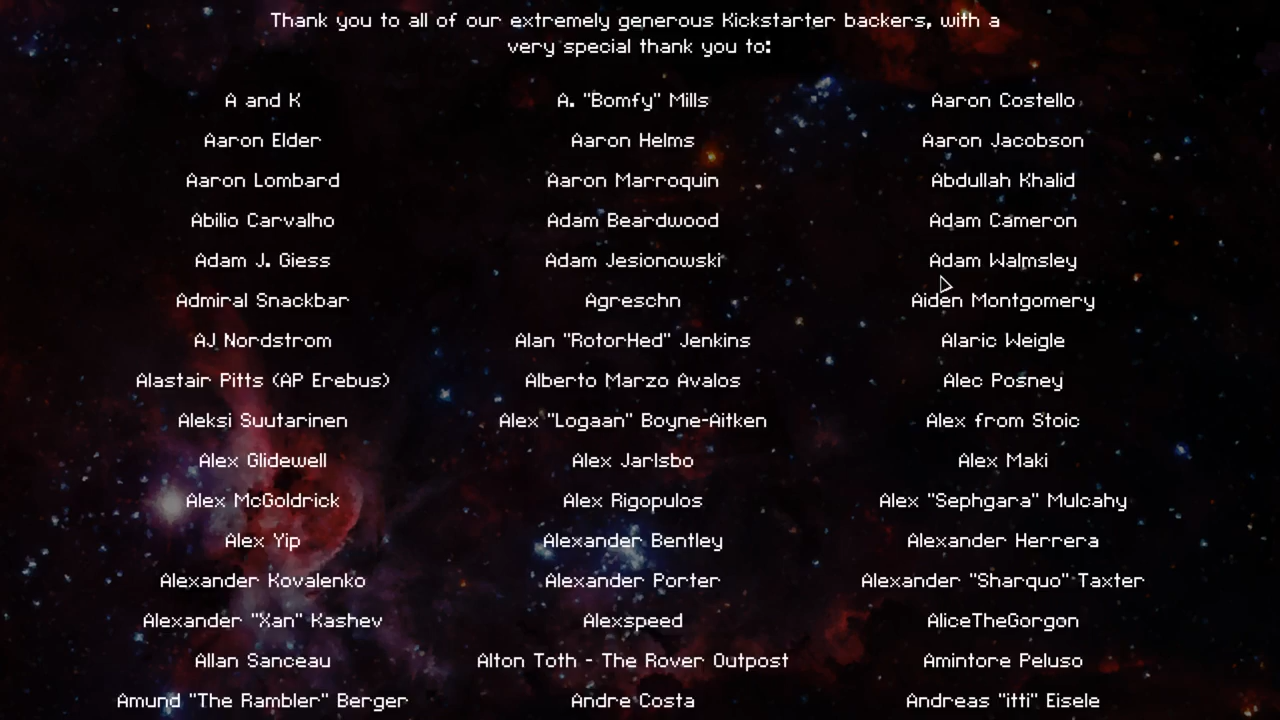 Thank you to all of our extremely generous Kickstarter backers, with a
very special thank you to:
A and K A. "Bomfy" Mills Aaron Costello
Aaron Elder Aaron Helms Aaron Jacobson
Aaron Lombard Aaron Marroquin Abdullah Khalid
Abilio Carvalho Adam Beardwood Adam Cameron
Adam J. Giess Adam Jesionowski Adam Walmsley
Admiral Snackbar Agreschn Aiden Montgomery
AJ Nordstrom Alan "RotorHed" Jenkins Alaric Weigle
Alastair Pitts (AP Erebus) Alberto Marzo Avalos Alec Posney
Aleksi Suutarinen Alex "Logaan" Boyne-Aitken Alex from Stoic
Alex Glidewell Alex Jarlsbo Alex Maki
Alex McGoldrick Alex Rigopulos Alex "Sephgara" Mulcahy
Alex Yip Alexander Bentley Alexander Herrera
Alexander Kovalenko Alexander Porter Alexander "Sharquo" Taxter
Alexander "Xan" Kashev Alexspeed AliceTheGorgon
Allan Sanceau Alton Toth - The Rover Outpost Amintore Peluso
Amund "The Rambler" Berger Andre Costa Andreas "itti" Eisele